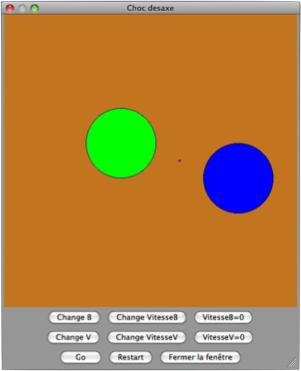 Choc desaxe
Change B Change VitesseB VitesseB=0
Change V Change VitesseV VitesseV=0
Go Restart Fermer la fenêtre